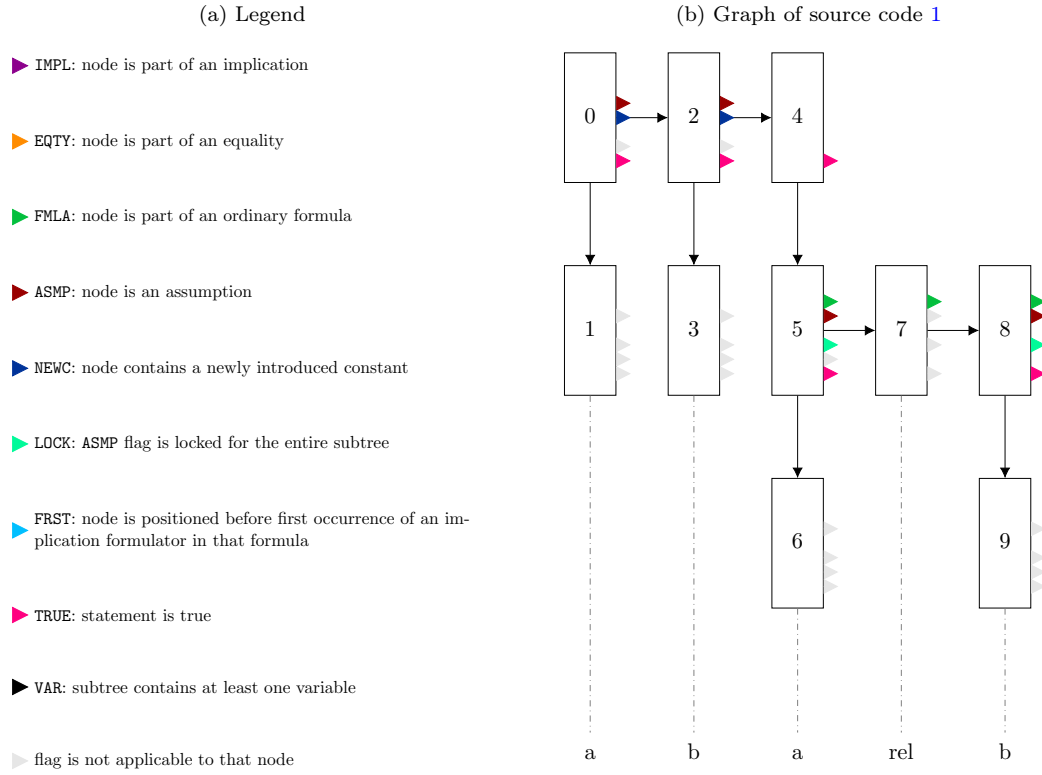 (a) Legend
IMPL: node is part of an implication
EQTY: node is part of an equality
FMLA: node is part of an ordinary formula
ASMP: node is an assumption
NEWC: node contains a newly introduced constant
LOCK: ASMP flag is locked for the entire subtree
FRST: node is positioned before first occurrence of an im-
plication formulator in that formula
TRUE: statement is true
VAR: subtree contains at least one variable
flag is not applicable to that node
(b) Graph of source code 1
0 2 4
1 3 5 7 8
6 9
a b a rel b